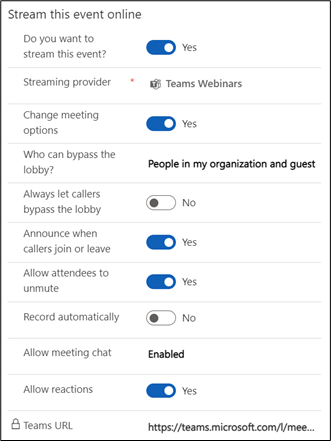 Stream this event online
Do you want to
stream this event?
Yes
Streaming provider
*
Teams Webinars
Change meeting
options
Yes
Who can bypass the
lobby?
People in my organization and guest
Always let callers
bypass the lobby
No
Announce when
callers join or leave
Yes
Allow attendees to
unmute
Yes
Record automatically
No
Allow meeting chat
Enabled
Allow reactions
Yes
Teams URL
https://teams.microsoft.com/l/mee...